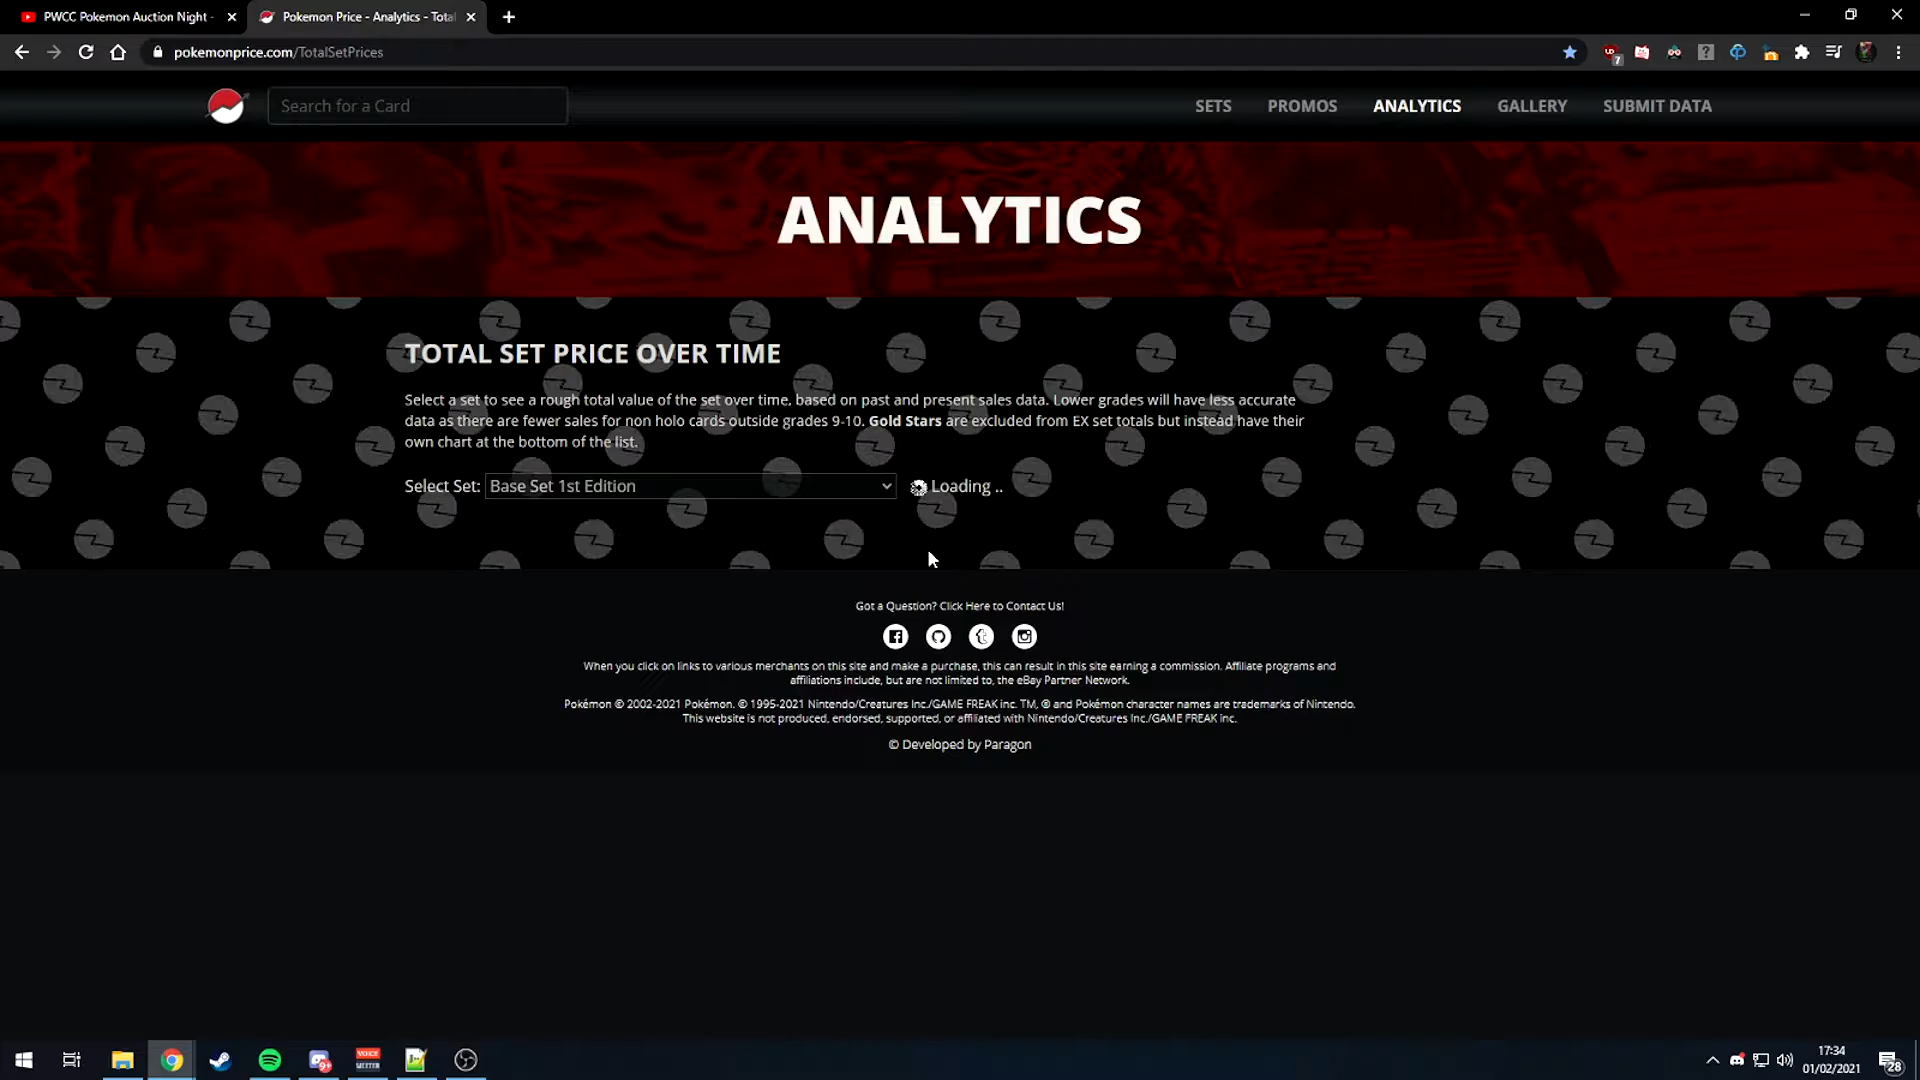 PWCC Pokemon Auction Night -
Pokemon Price - Analytics - Total
pokemonprice.com/TotalSetPrices
7
Search for a Card
SETS
PROMOS
ANALYTICS
GALLERY
SUBMIT DATA
ANALYTICS
TOTAL SET PRICE OVER TIME
Select a set to see a rough total value of the set over time, based on past and present sales data. Lower grades will have less accurate
data as there are fewer sales for non holo cards outside grades 9-10. Gold Stars are excluded from EX set totals but instead have their
own chart at the bottom of the list.
Select Set: Base Set 1st Edition
Loading ..
Got a Question? Click Here to Contact Us!
When you click on links to various merchants on this site and make a purchase, this can result in this site earning a commission. Affiliate programs and
affiliations include, but are not limited to, the eBay Partner Network.
Pokémon © 2002-2021 Pokémon. © 1995-2021 Nintendo/Creatures Inc./GAME FREAK inc. TM, ® and Pokémon character names are trademarks of Nintendo.
This website is not produced, endorsed, supported, or affiliated with Nintendo/Creatures Inc./GAME FREAK inc.
© Developed by Paragon
9+
VOICE
MEETER
17:34
01/02/2021
28